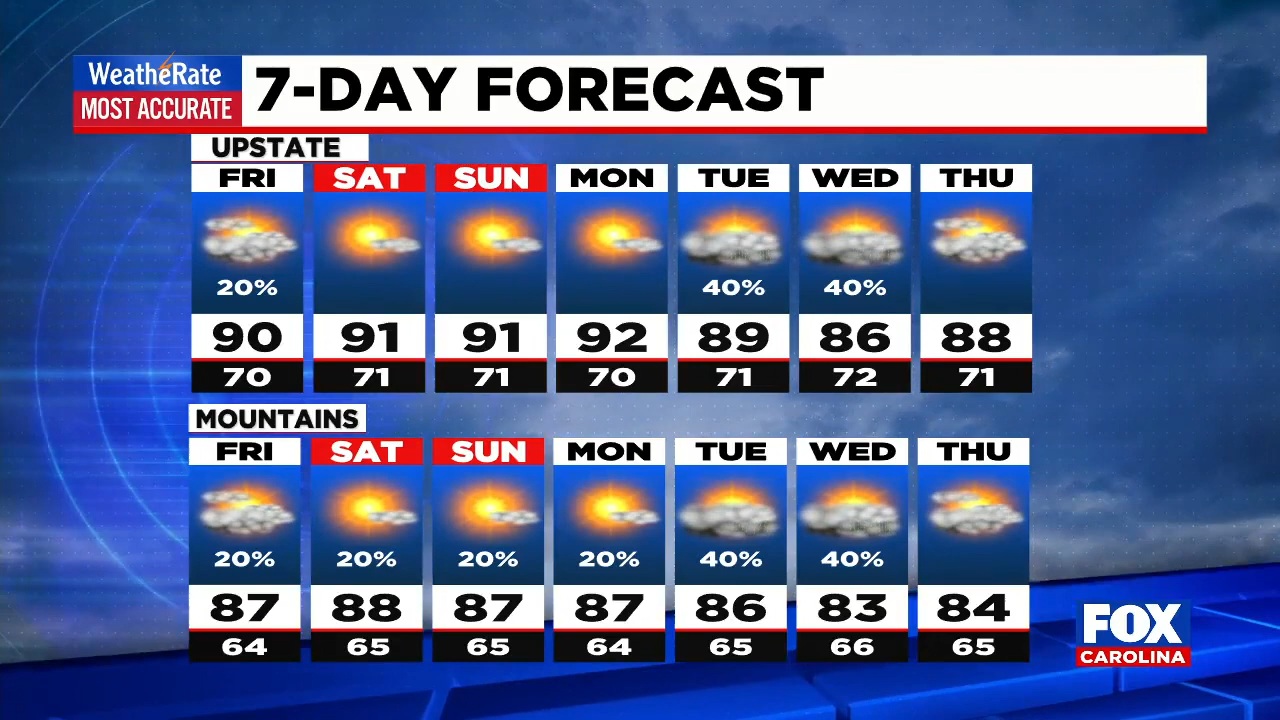 WeatheRate
MOST ACCURATE
7-DAY FORECAST
UPSTATE
FRI SAT SUN MON TUE WED THU
20% 40% 40%
90 91 91 92 89 86 88
70 71 71 70 71 72 71
MOUNTAINS
FRI SAT SUN MON TUE WED THU
20% 20% 20% 20% 40% 40%
87 88 87 87 86 83 84
64 65 65 64 65 66 65
FOX
CAROLINA